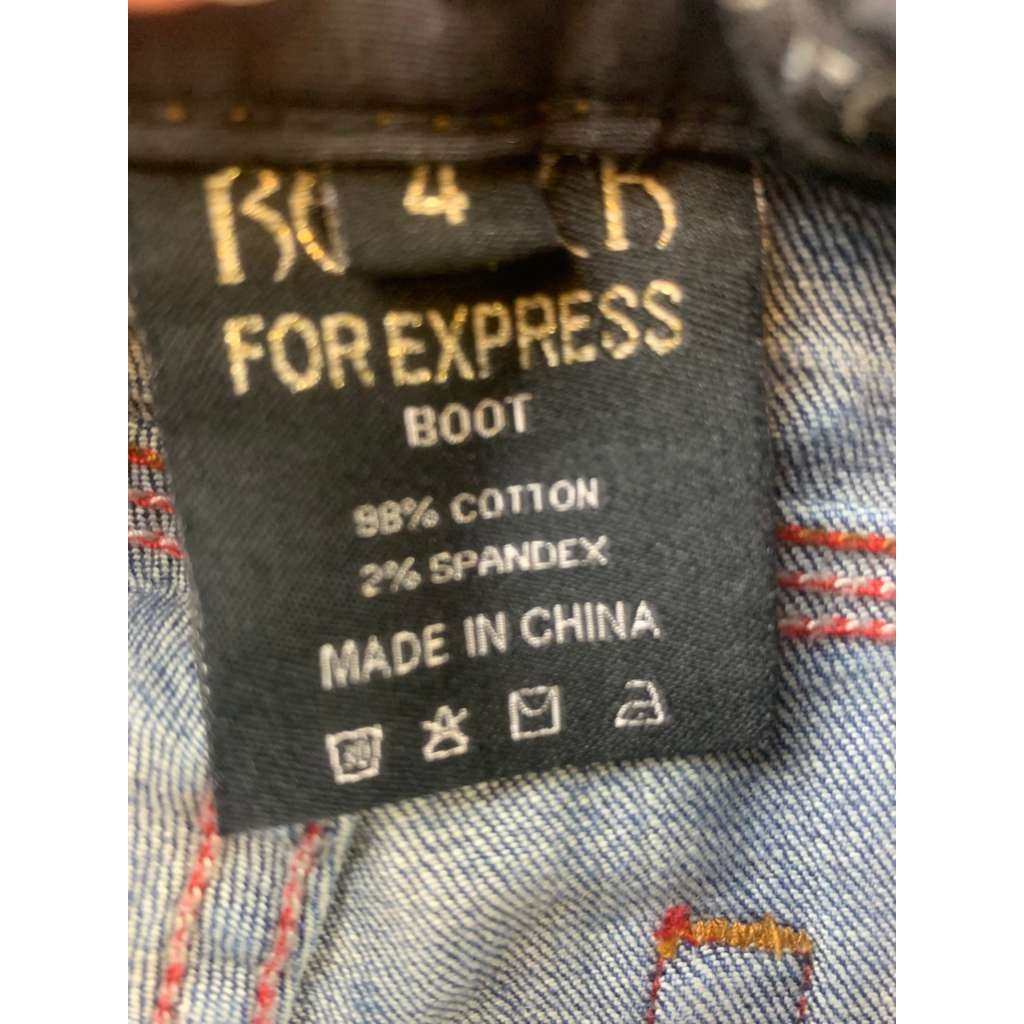 4
FOR EXPRESS
BOOT
98% COTTON
2% SPANDEX
MADE IN CHINA